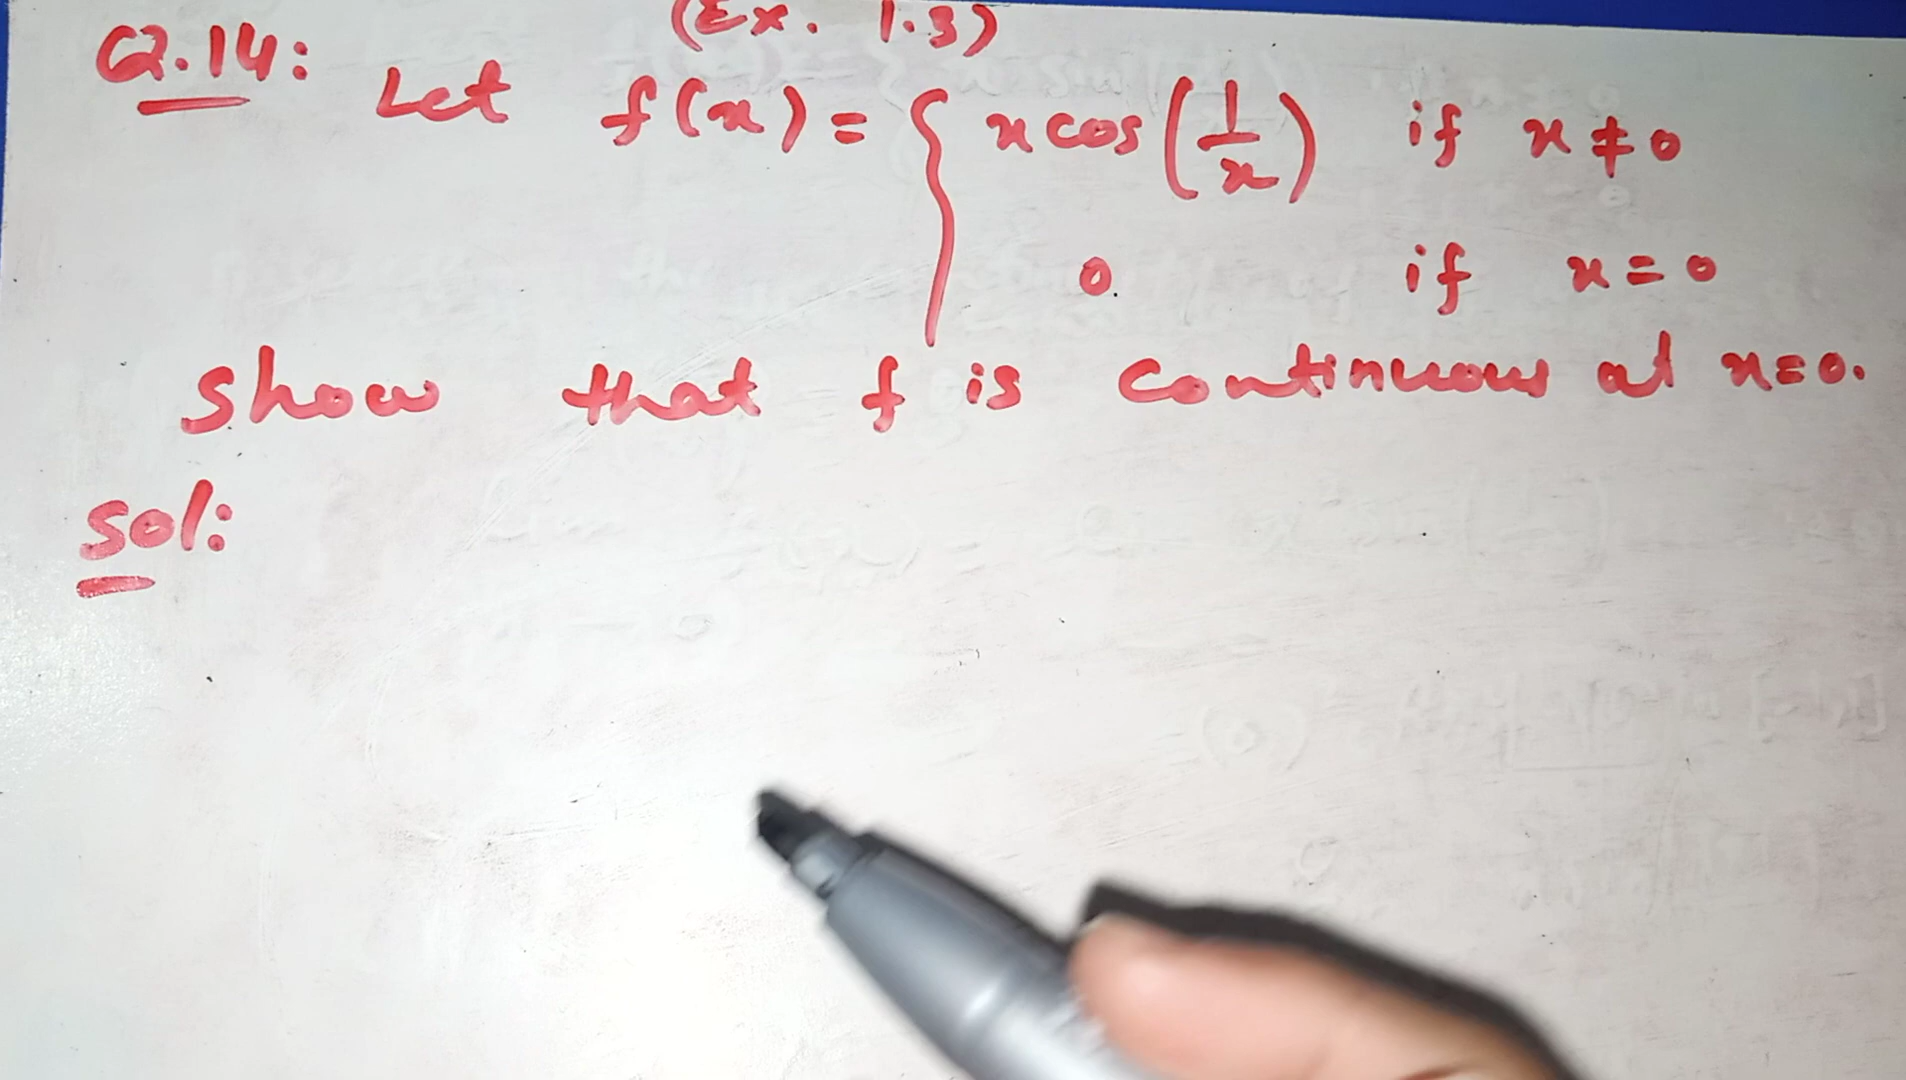 (Ex. 1.3)
Q.14: Let f(x) = { x cos(1/x) if x ≠ 0
0 if x = 0
show that f is continuous at x = 0.
Sol: